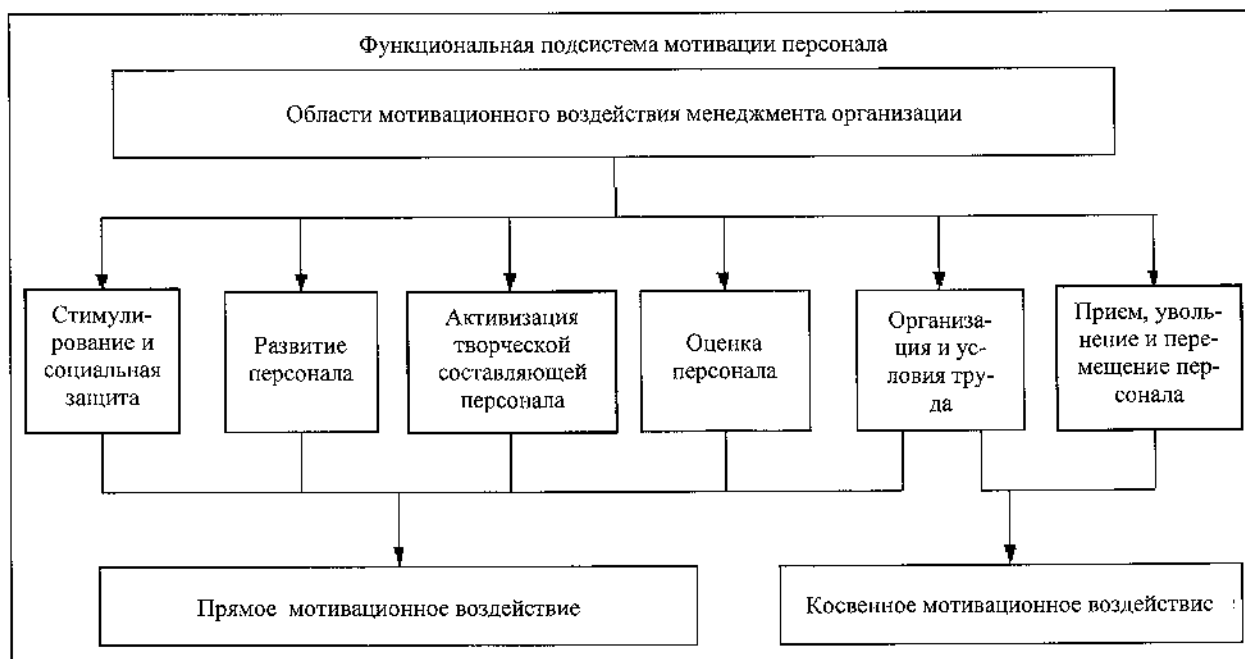 Функциональная подсистема мотивации персонала
Области мотивационного воздействия менеджмента организации
Стимули-
рование и
социальная
защита
Развитие
персонала
Активизация
творческой
составляющей
персонала
Оценка
персонала
Организа-
ция и ус-
ловия тру-
да
Прием, уволь-
нение и пере-
мещение пер-
сонала
Прямое мотивационное воздействие
Косвенное мотивационное воздействие